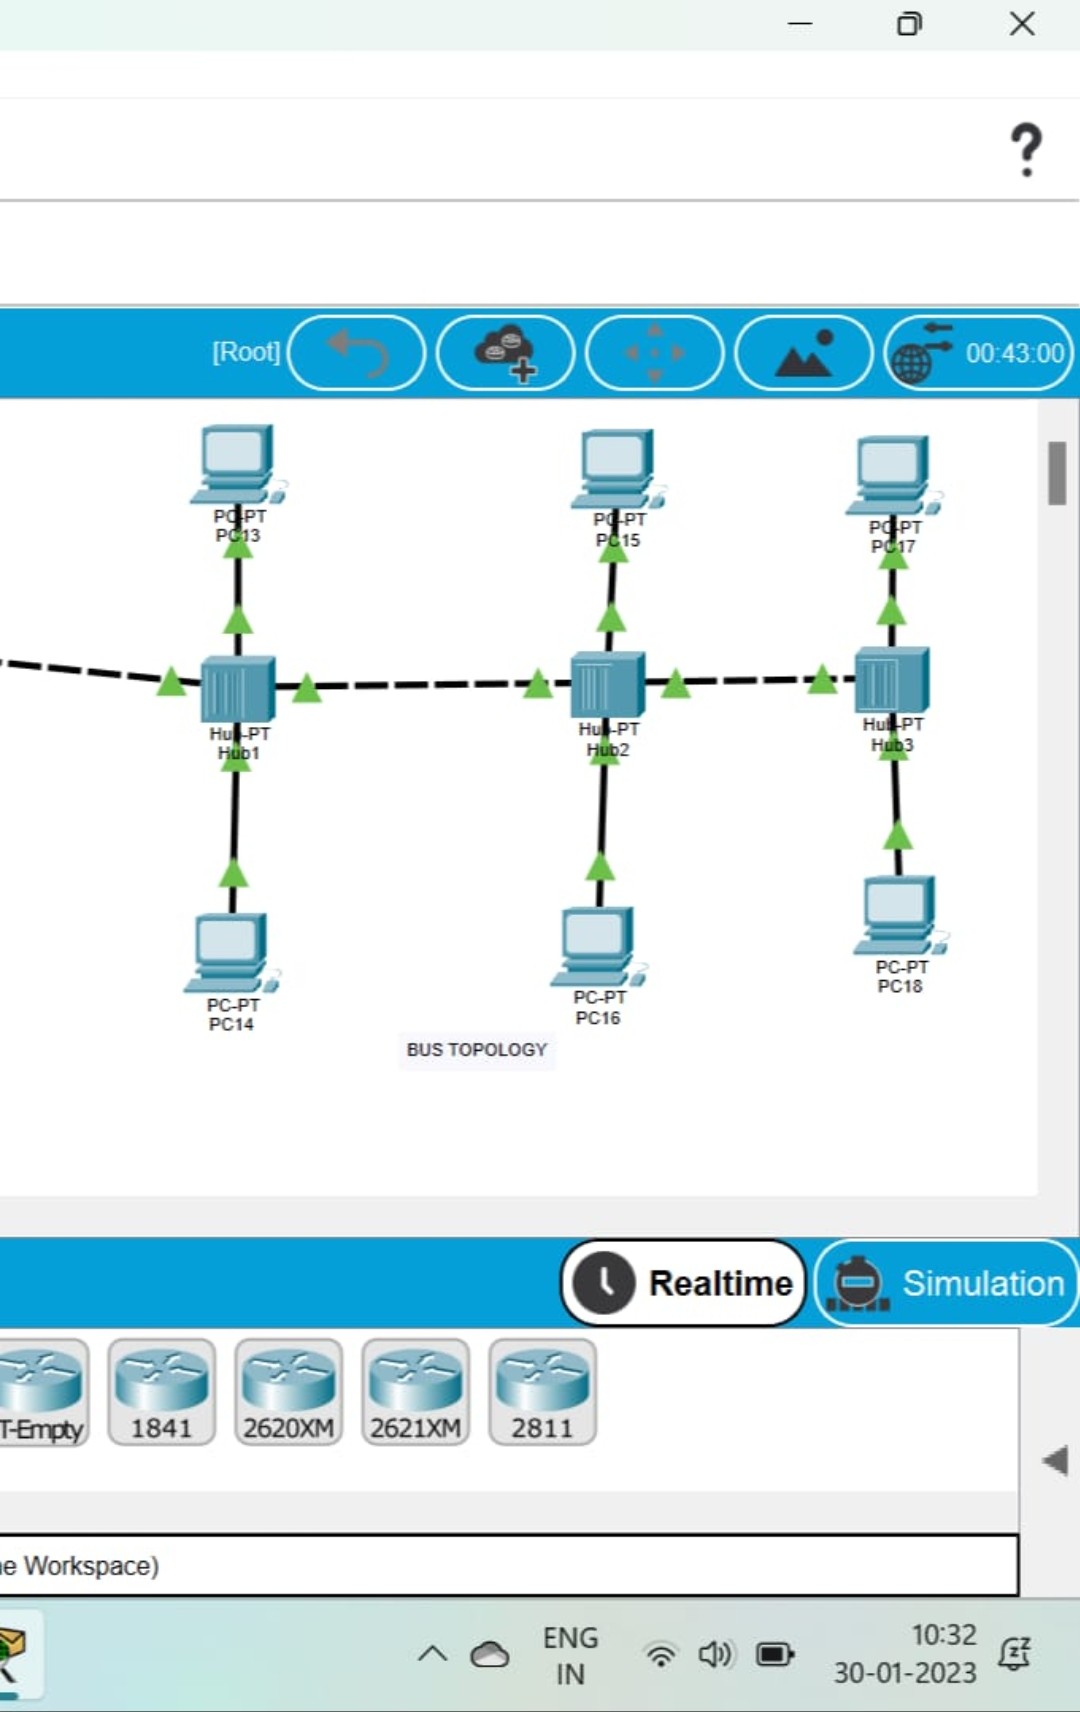 [Root]
00:43:00
PC-PT
PC13
PC-PT
PC15
PC-PT
PC17
Hub-PT
Hub1
Hub-PT
Hub2
Hub-PT
Hub3
PC-PT
PC14
PC-PT
PC16
PC-PT
PC18
BUS TOPOLOGY
Realtime
Simulation
T-Empty
1841
2620XM
2621XM
2811
e Workspace)
ENG
IN
10:32
30-01-2023